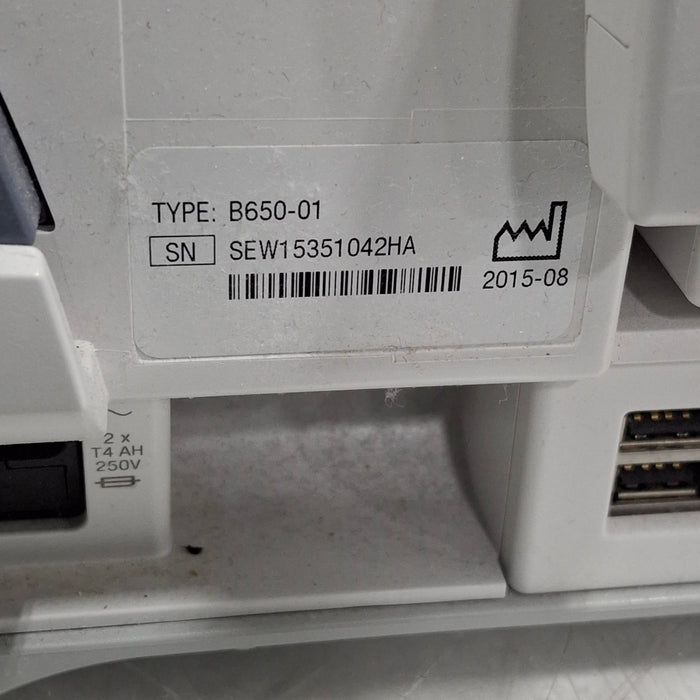 TYPE: B650-01
SN SEW15351042HA
2015-08
2 x
T4 AH
250V